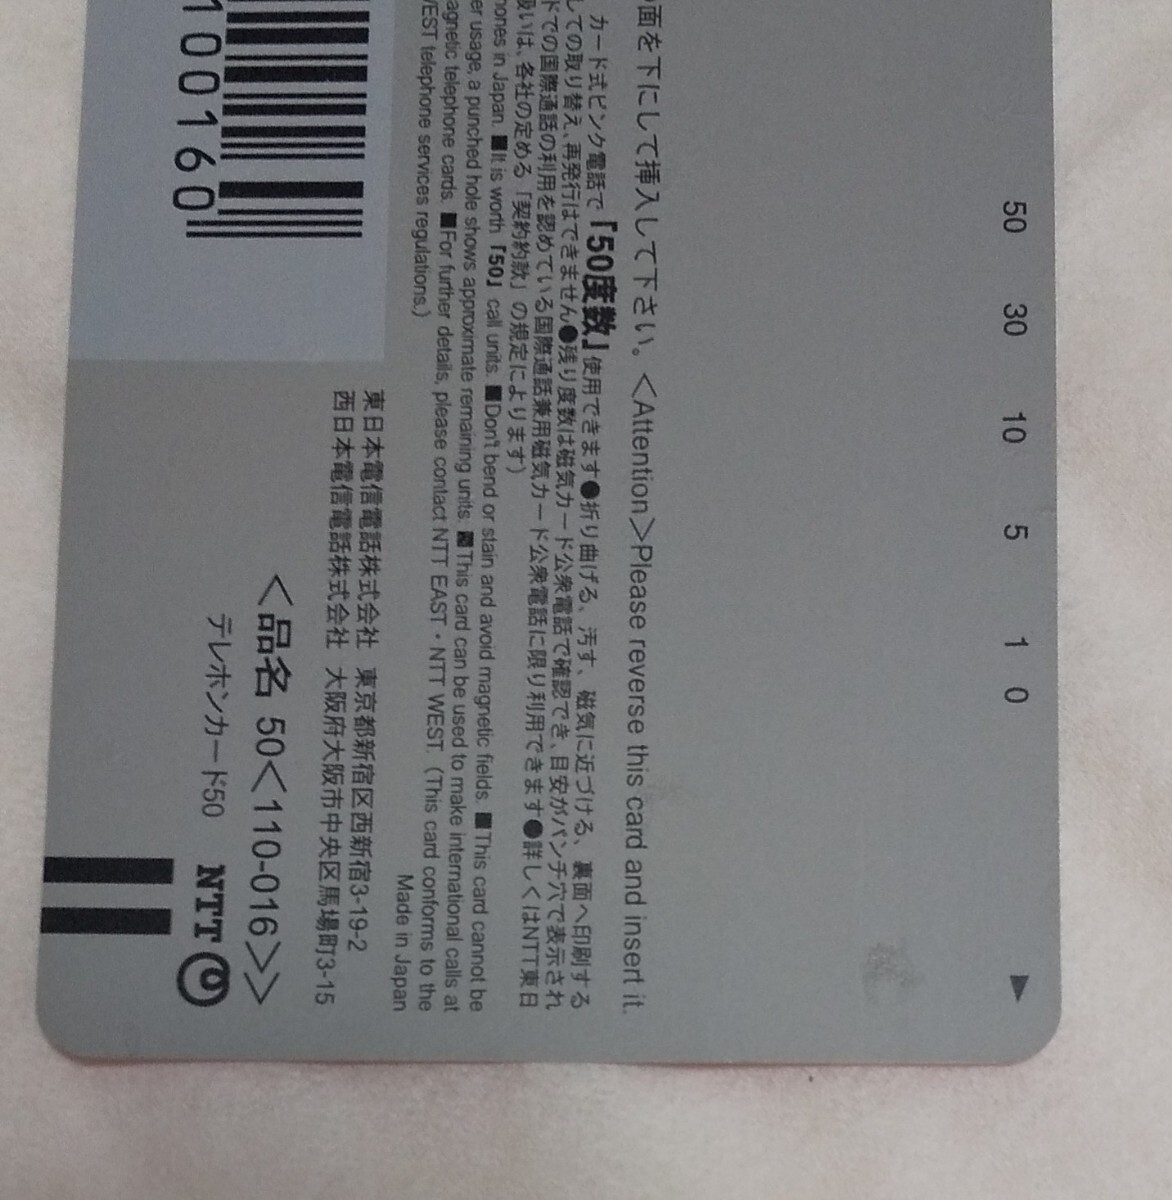 50 30 10 5 1 0
面を下にして挿入して下さい。＜Attention＞Please reverse this card and insert it.
カード式ピンク電話で「50度数」使用できます●折り曲げる、汚す、磁気に近づける、裏面へ印刷する
しての取り替え、再発行はできません●残り度数は磁気カード公衆電話で確認でき、目安がパンチ穴で表示され
ドでの国際通話の利用を認めている国際通話兼用磁気カード公衆電話に限り利用できます●詳しくはNTT東日
扱いは、各社の定める「契約約款」の規定によります）
ones in Japan. ■It is worth「50」call units. ■Don't bend or stain and avoid magnetic fields. ■This card cannot be
er usage, a punched hole shows approximate remaining units. ■This card can be used to make international calls at
agnetic telephone cards. ■For further details, please contact NTT EAST・NTT WEST. (This card conforms to the
EST telephone services regulations.)
Made in Japan
東日本電信電話株式会社 東京都新宿区西新宿3-19-2
西日本電信電話株式会社 大阪府大阪市中央区馬場町3-15
＜品名 50＜110-016＞＞
テレホンカード50 NTT
100160